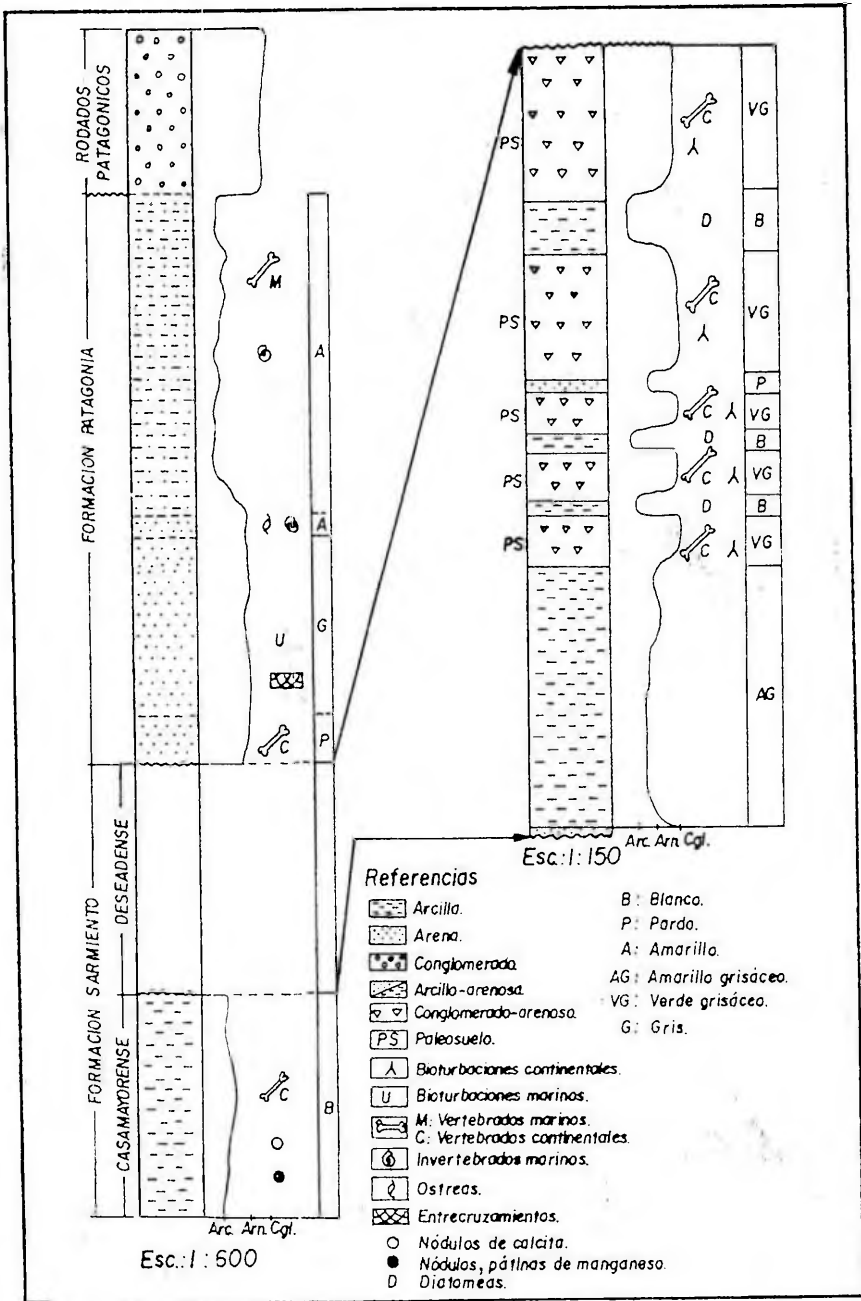 RODADOS
PATAGONICOS
FORMACION PATAGONIA
FORMACION SARMIENTO
DESEADENSE
CASAMAYORENSE
M
A
A
U
G
C
P
C
B
Arc. Arn. Cgl.
Esc.:1:600
PS
C
VG
D
B
PS
C
VG
P
PS
C
VG
D
B
PS
C
VG
D
B
PS
C
VG
AG
Arc. Arn. Cgl.
Esc.:1:150
Referencias
Arcilla.
Arena.
Conglomerado
Arcillo-arenosa
Conglomerado-arenoso.
PS Paleosuelo.
Bioturbaciones continentales.
U Bioturbaciones marinos.
M: Vertebrados marinos.
C: Vertebrados continentales.
Invertebrados marinos.
Ostreas.
Entrecruzamientos.
Nódulos de calcita.
Nódulos, pátinas de manganeso.
D Diatomeas.
B: Blanco.
P: Pardo.
A: Amarillo.
AG: Amarillo grisáceo.
VG: Verde grisáceo.
G: Gris.